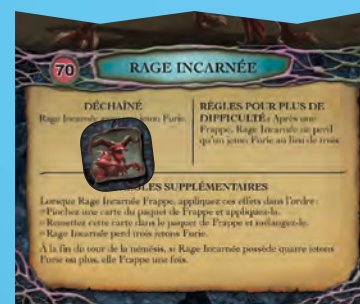 70
RAGE INCARNÉE
DÉCHAÎNÉ
Rage Incarnée jeton Furie.
RÈGLES POUR PLUS DE
DIFFICULTÉ: Après une
Frappe, Rage Incarnée ne perd
qu'un jeton Furie au lieu de trois
SUPPLÉMENTAIRES
Lorsque Rage Incarnée Frappe, appliquez ces effets dans l'ordre :
Piochez une carte du paquet de Frappe et appliquez-la.
Remettez cette carte dans le paquet de Frappe et mélangez-le.
Rage Incarnée perd trois jetons Furie.
À la fin du tour de la némésis, si Rage Incarnée possède quatre jetons
Furie ou plus, elle Frappe une fois.